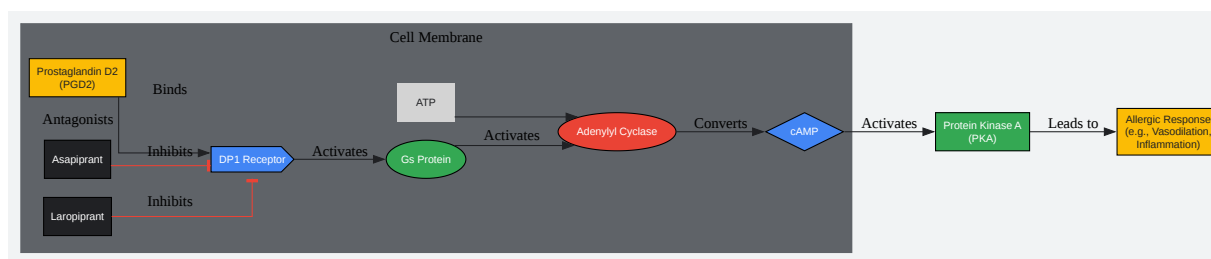 Cell Membrane
Prostaglandin D2
(PGD2)
Binds
Antagonists
Asapiprant
Inhibits
DP1 Receptor
Laropiprant
Inhibits
Activates
ATP
Gs Protein
Activates
Adenylyl Cyclase
Converts
cAMP
Activates
Protein Kinase A
(PKA)
Leads to
Allergic Response
(e.g., Vasodilation,
Inflammation)